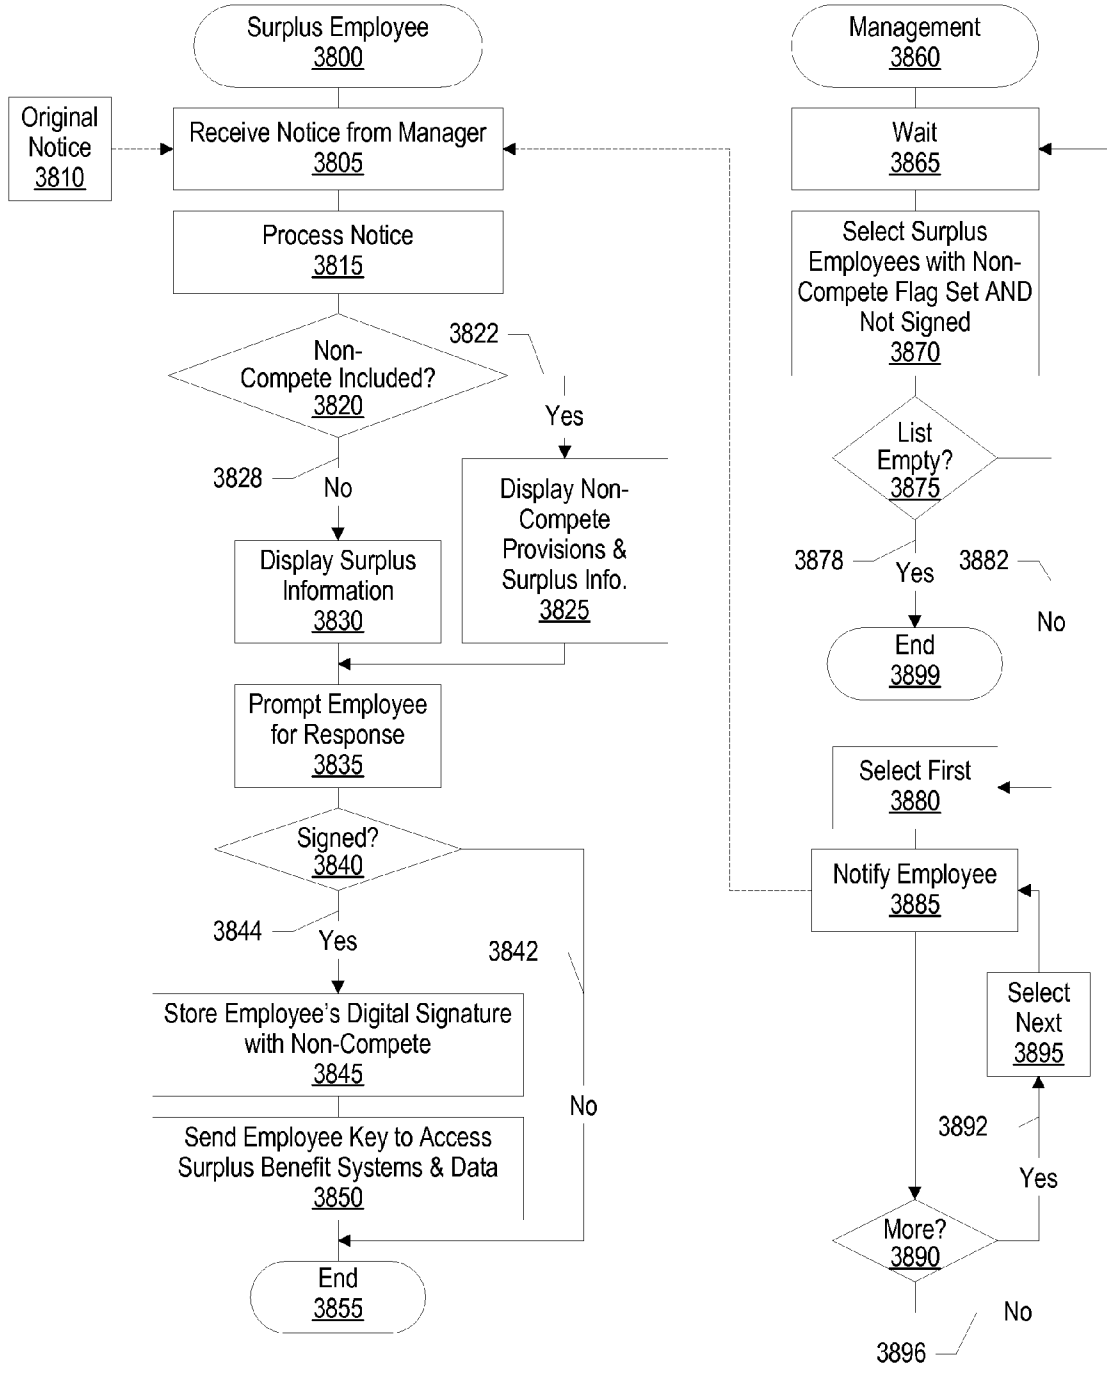 Surplus Employee
3800
Original
Notice
3810
Receive Notice from Manager
3805
Process Notice
3815
Non-
Compete Included?
3820
3822
Yes
3828
No
Display Surplus
Information
3830
Display Non-
Compete
Provisions &
Surplus Info.
3825
Prompt Employee
for Response
3835
Signed?
3840
3844
Yes
3842
Store Employee’s Digital Signature
with Non-Compete
3845
No
Send Employee Key to Access
Surplus Benefit Systems & Data
3850
End
3855
Management
3860
Wait
3865
Select Surplus
Employees with Non-
Compete Flag Set AND
Not Signed
3870
List
Empty?
3875
3878
Yes
3882
No
End
3899
Select First
3880
Notify Employee
3885
Select
Next
3895
3892
Yes
More?
3890
No
3896